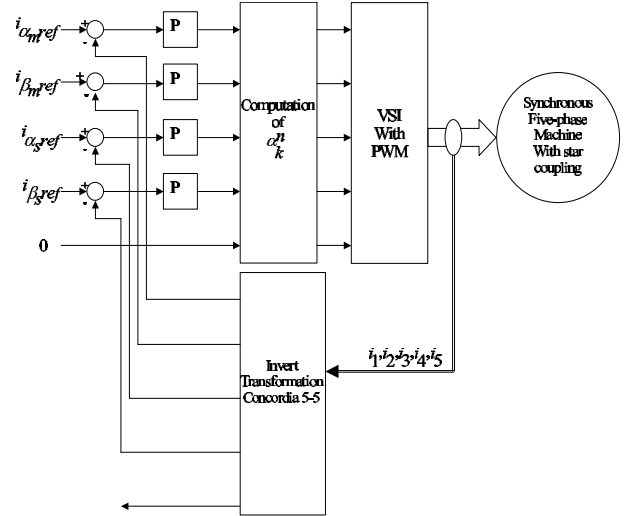 iαmref + - P
iβmref + - P
iαsref + - P
iβsref + - P
0
Computation
of
αnk
VSI
With
PWM
Synchronous
Five-phase
Machine
With star
coupling
i1,i2,i3,i4,i5
Invert
Transformation
Concordia 5-5